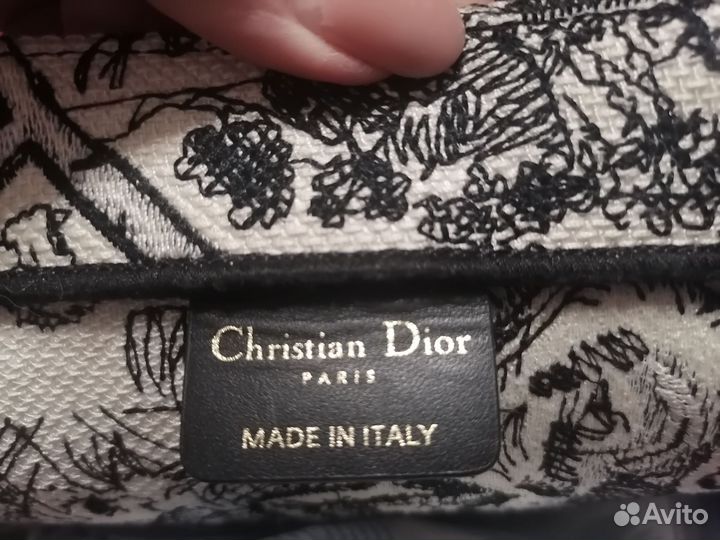 Christian Dior
PARIS
MADE IN ITALY
Avito